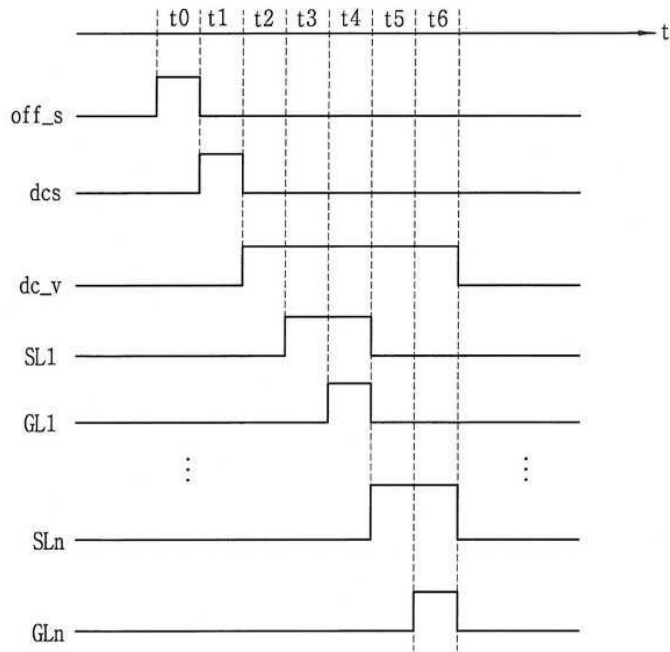 t0 t1 t2 t3 t4 t5 t6
t
off_s
dcs
dc_v
SL1
GL1
SLn
GLn